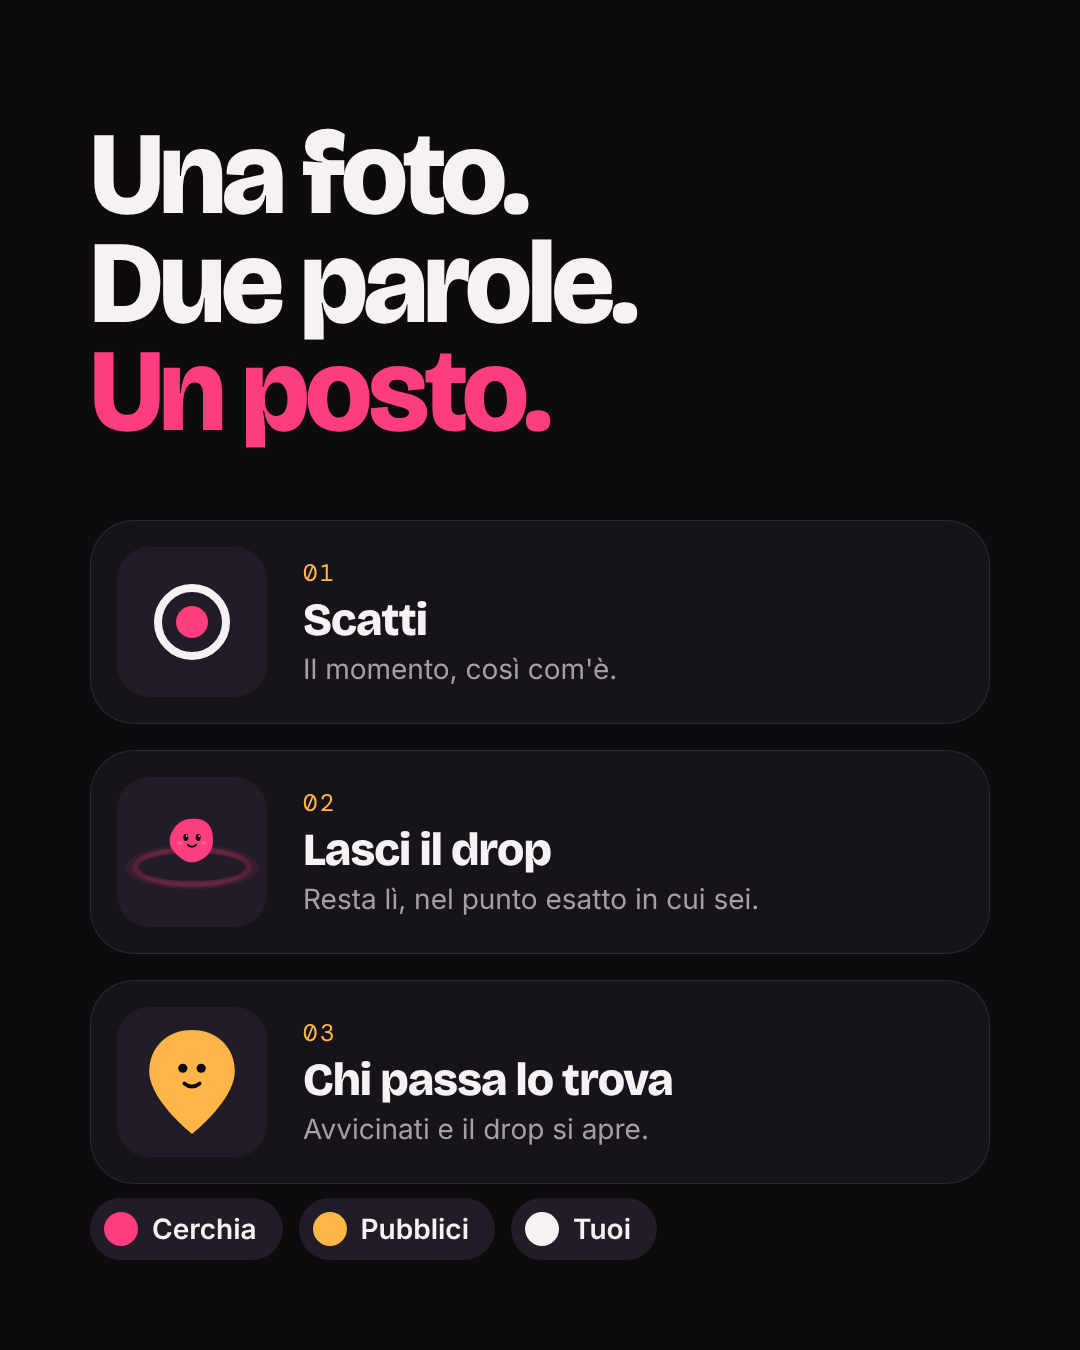 Una foto.
Due parole.
Un posto.
01
Scatti
Il momento, così com'è.
02
Lasci il drop
Resta lì, nel punto esatto in cui sei.
03
Chi passa lo trova
Avvicinati e il drop si apre.
Cerchia Pubblici Tuoi